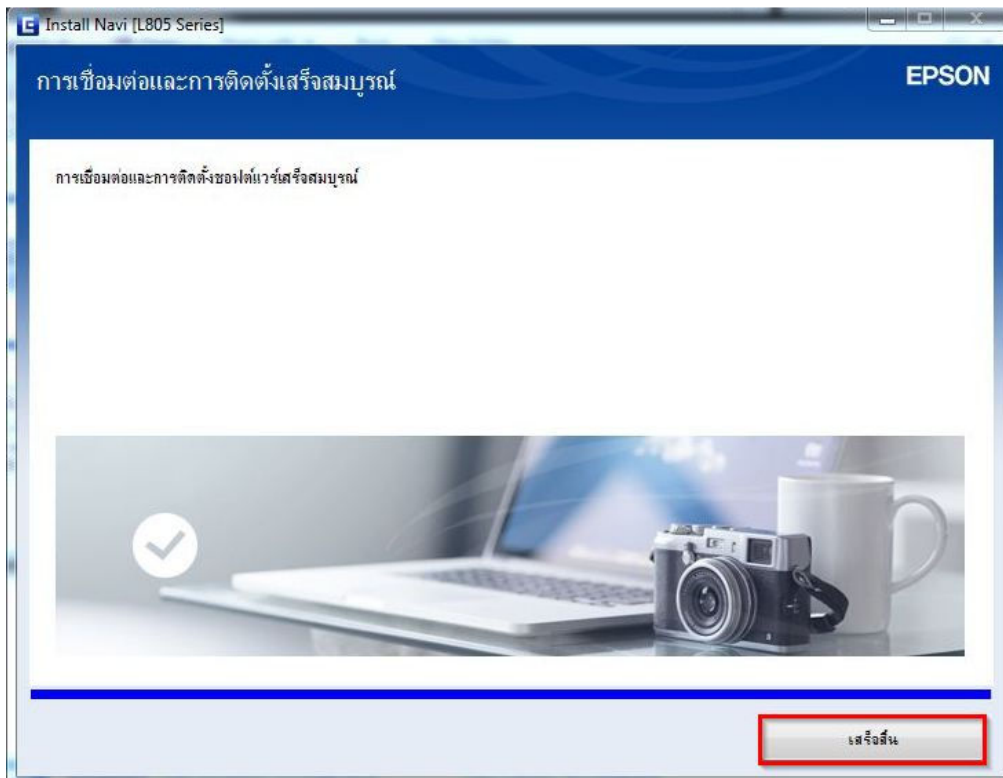 Install Navi [L805 Series]
การเชื่อมต่อและการติดตั้งเสร็จสมบูรณ์
EPSON
การเชื่อมต่อและการติดตั้งซอฟต์แวร์เสร็จสมบูรณ์
เสร็จสิ้น